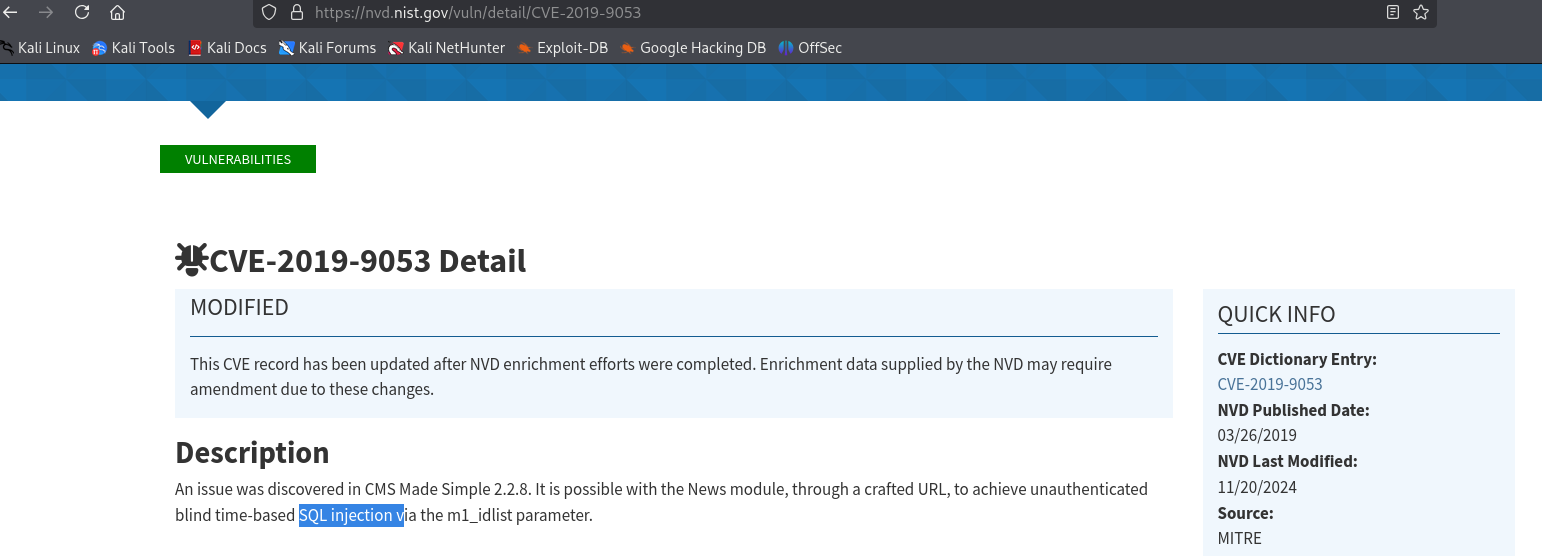 https://nvd.nist.gov/vuln/detail/CVE-2019-9053
Kali Linux Kali Tools Kali Docs Kali Forums Kali NetHunter Exploit-DB Google Hacking DB OffSec
VULNERABILITIES
CVE-2019-9053 Detail
MODIFIED
This CVE record has been updated after NVD enrichment efforts were completed. Enrichment data supplied by the NVD may require
amendment due to these changes.
Description
An issue was discovered in CMS Made Simple 2.2.8. It is possible with the News module, through a crafted URL, to achieve unauthenticated
blind time-based SQL injection via the m1_idlist parameter.
QUICK INFO
CVE Dictionary Entry:
CVE-2019-9053
NVD Published Date:
03/26/2019
NVD Last Modified:
11/20/2024
Source:
MITRE